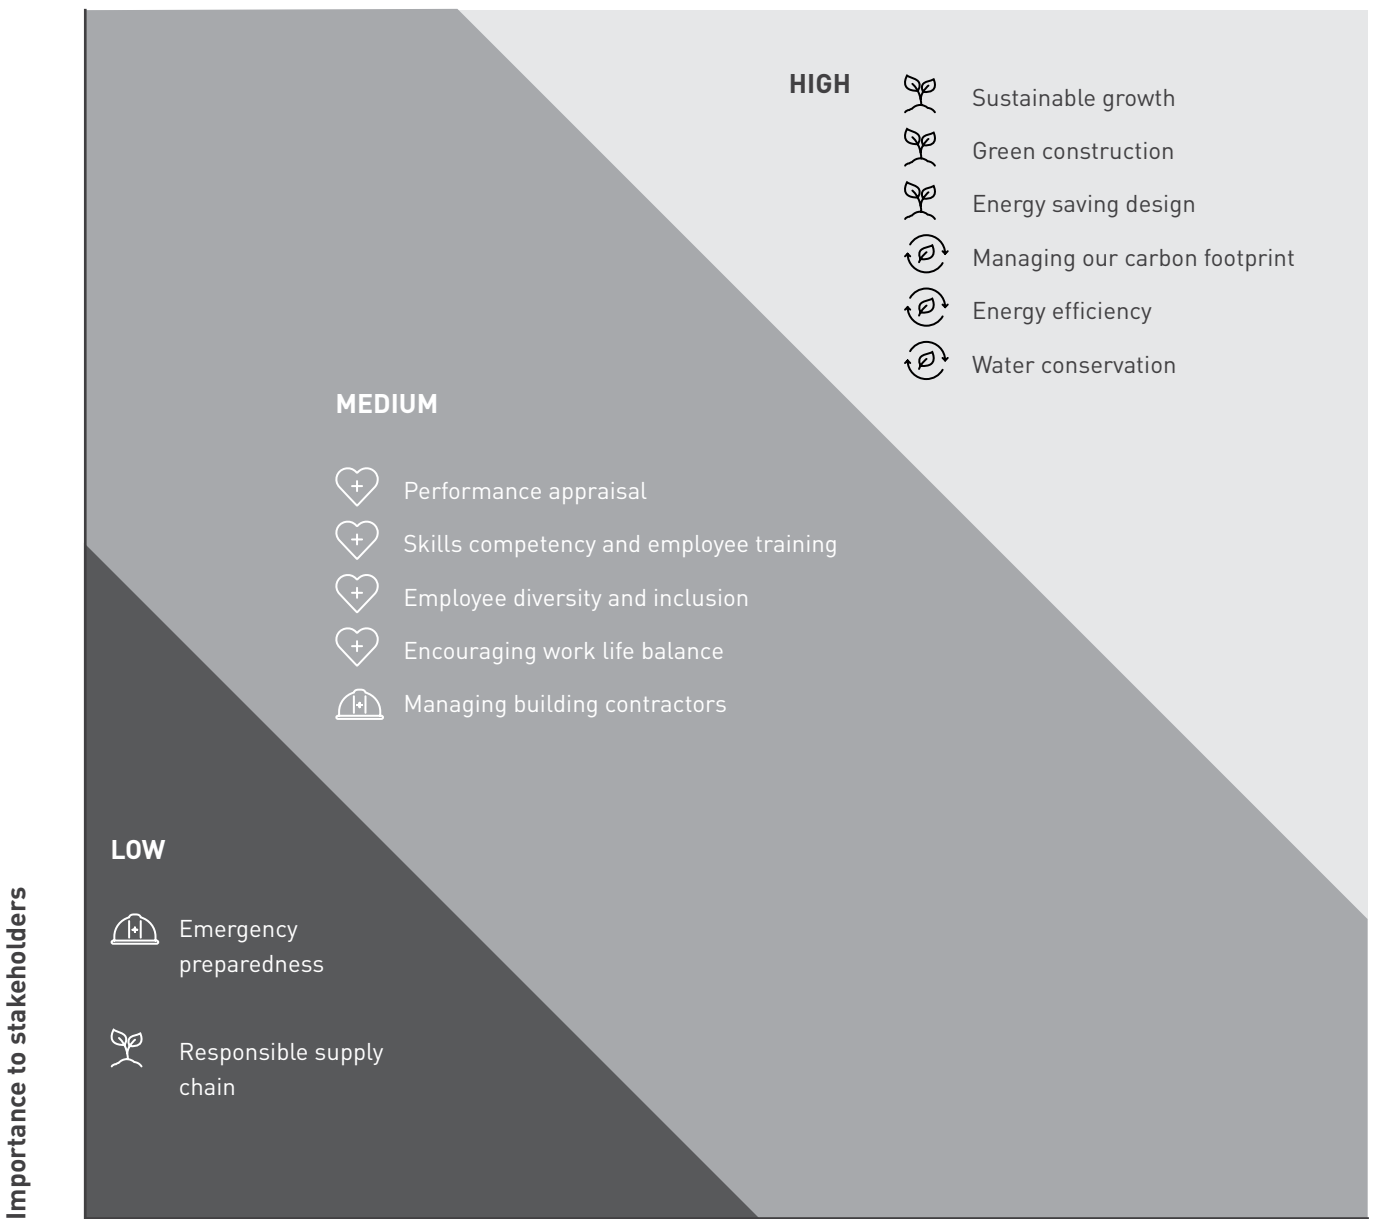 HIGH
Sustainable growth
Green construction
Energy saving design
Managing our carbon footprint
Energy efficiency
Water conservation
MEDIUM
Performance appraisal
Skills competency and employee training
Employee diversity and inclusion
Encouraging work life balance
Managing building contractors
LOW
Emergency
preparedness
Responsible supply
chain
Importance to stakeholders